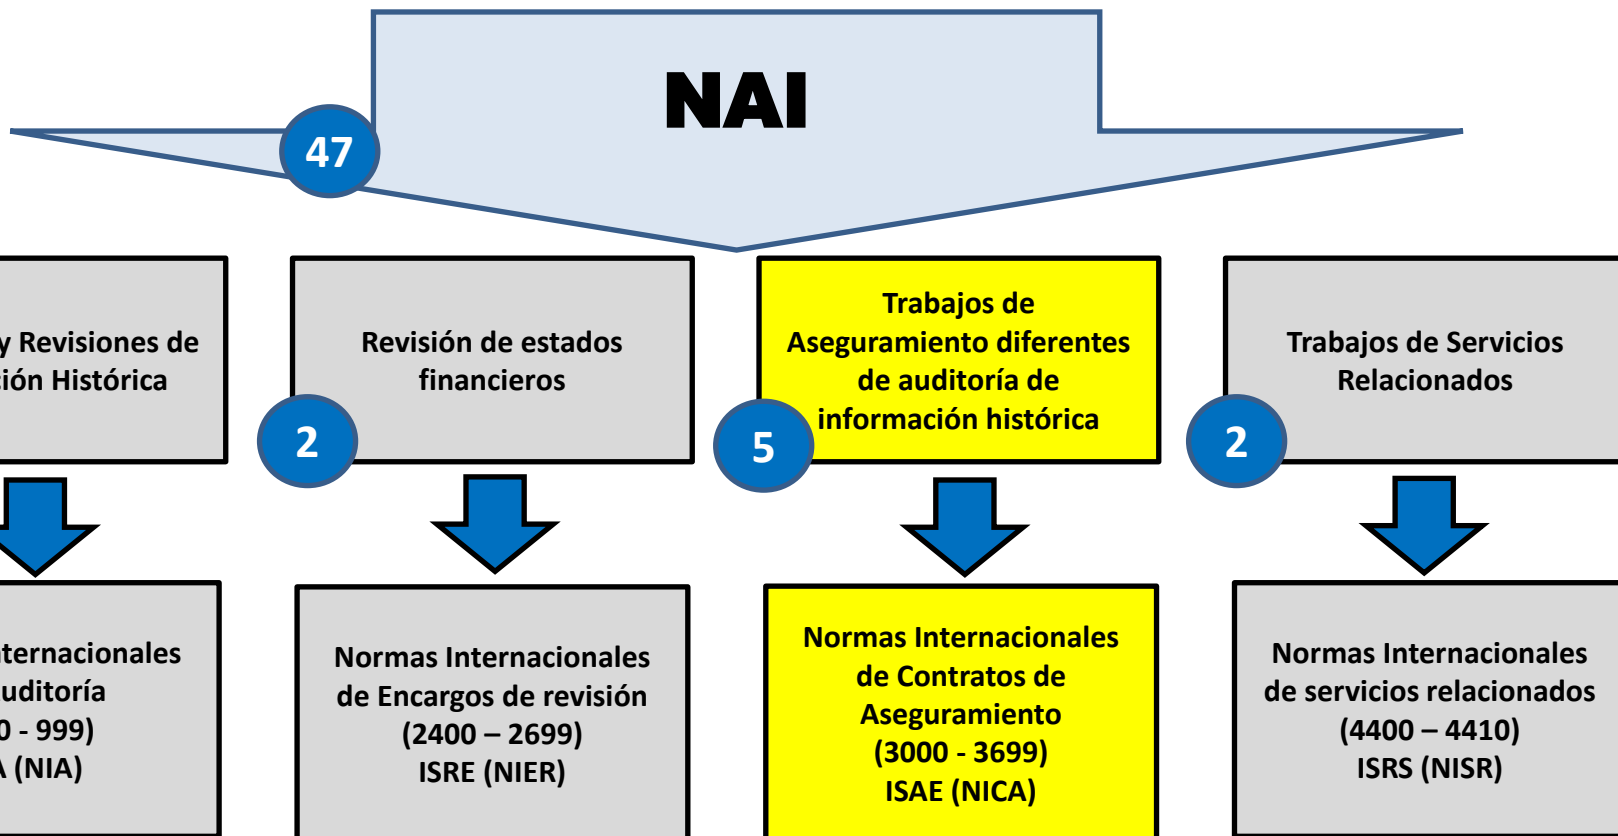 NAI
47
y Revisiones de
ción Histórica
Revisión de estados
financieros
2
Trabajos de
Aseguramiento diferentes
de auditoría de
información histórica
5
Trabajos de Servicios
Relacionados
2
ternacionales
uditoría
0 - 999)
A (NIA)
Normas Internacionales
de Encargos de revisión
(2400 – 2699)
ISRE (NIER)
Normas Internacionales
de Contratos de
Aseguramiento
(3000 - 3699)
ISAE (NICA)
Normas Internacionales
de servicios relacionados
(4400 – 4410)
ISRS (NISR)